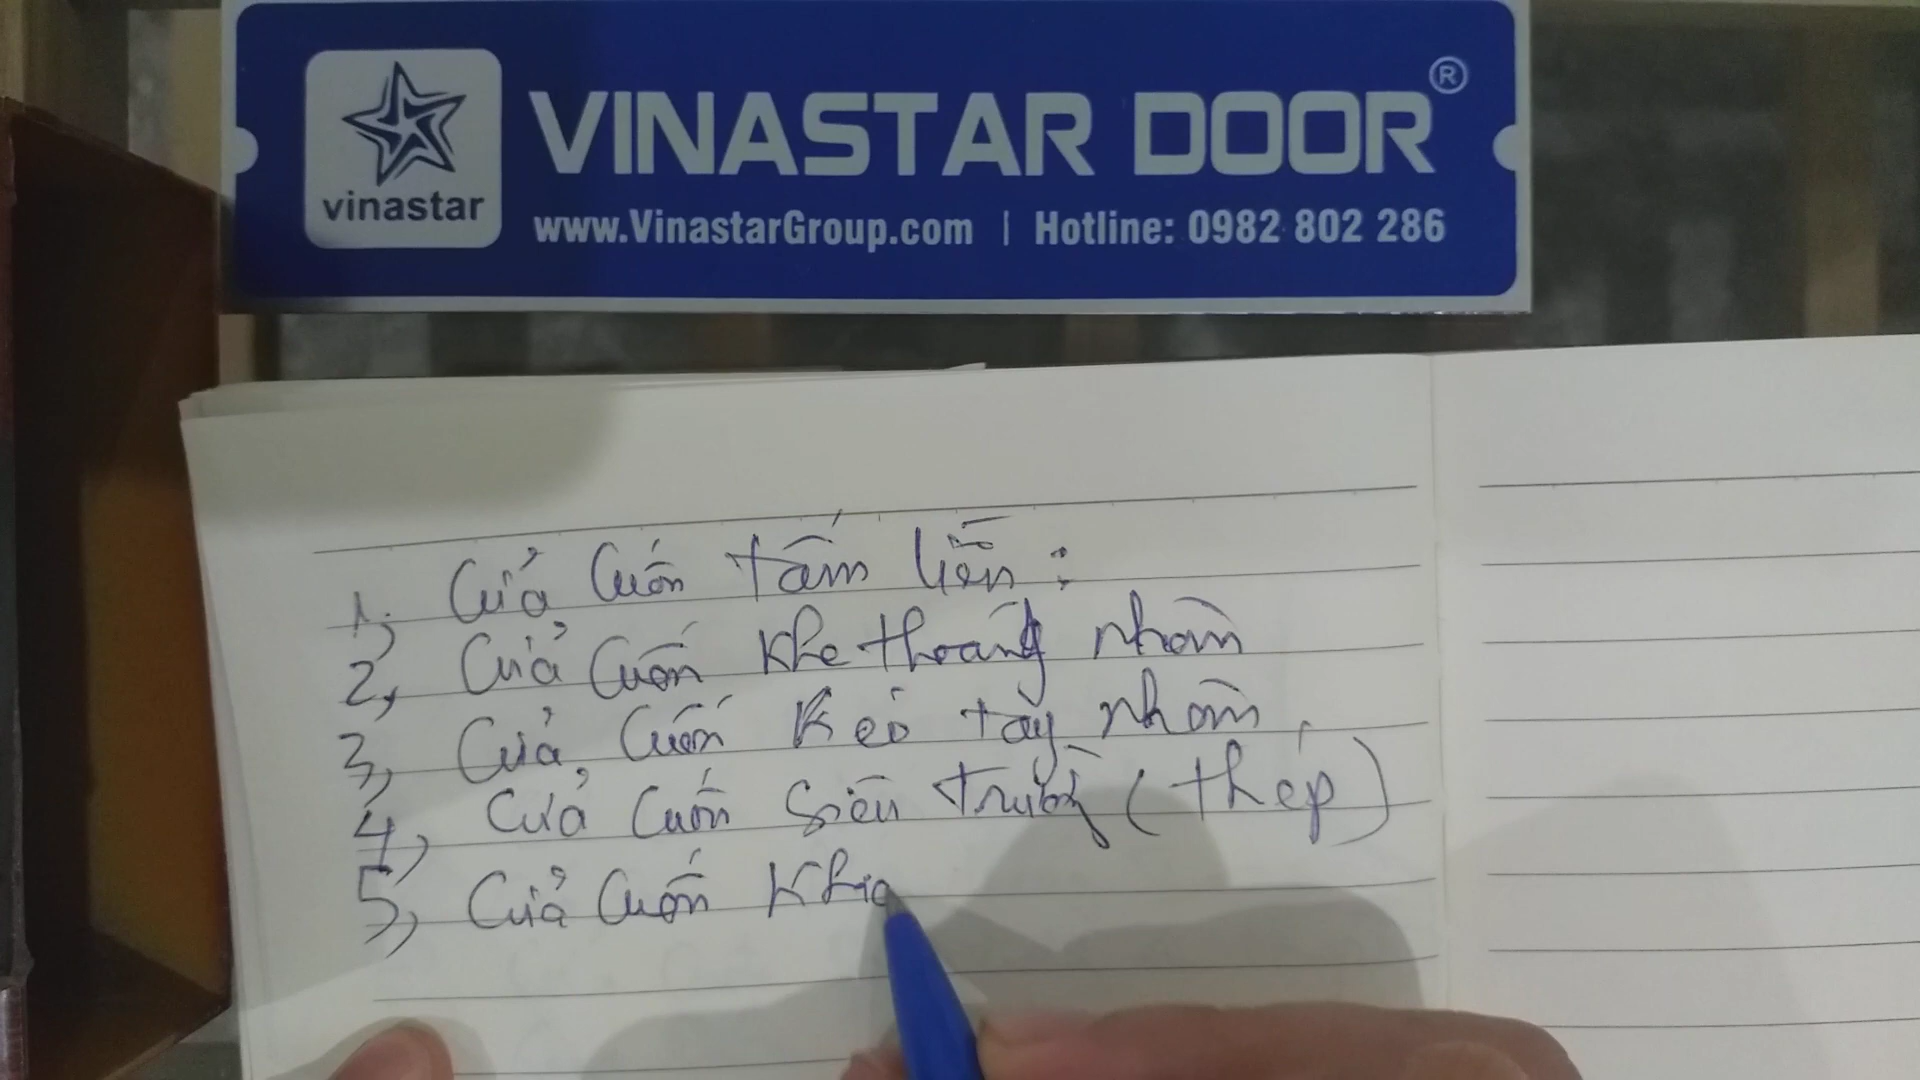 VINASTAR DOOR ®
vinastar
www.VinastarGroup.com | Hotline: 0982 802 286
1, Cửa Cuốn tấm liền :
2, Cửa Cuốn Khe thoáng nhôm
3, Cửa Cuốn Kéo tay nhôm
4, Cửa Cuốn Siêu trường (thép)
5, Cửa Cuốn